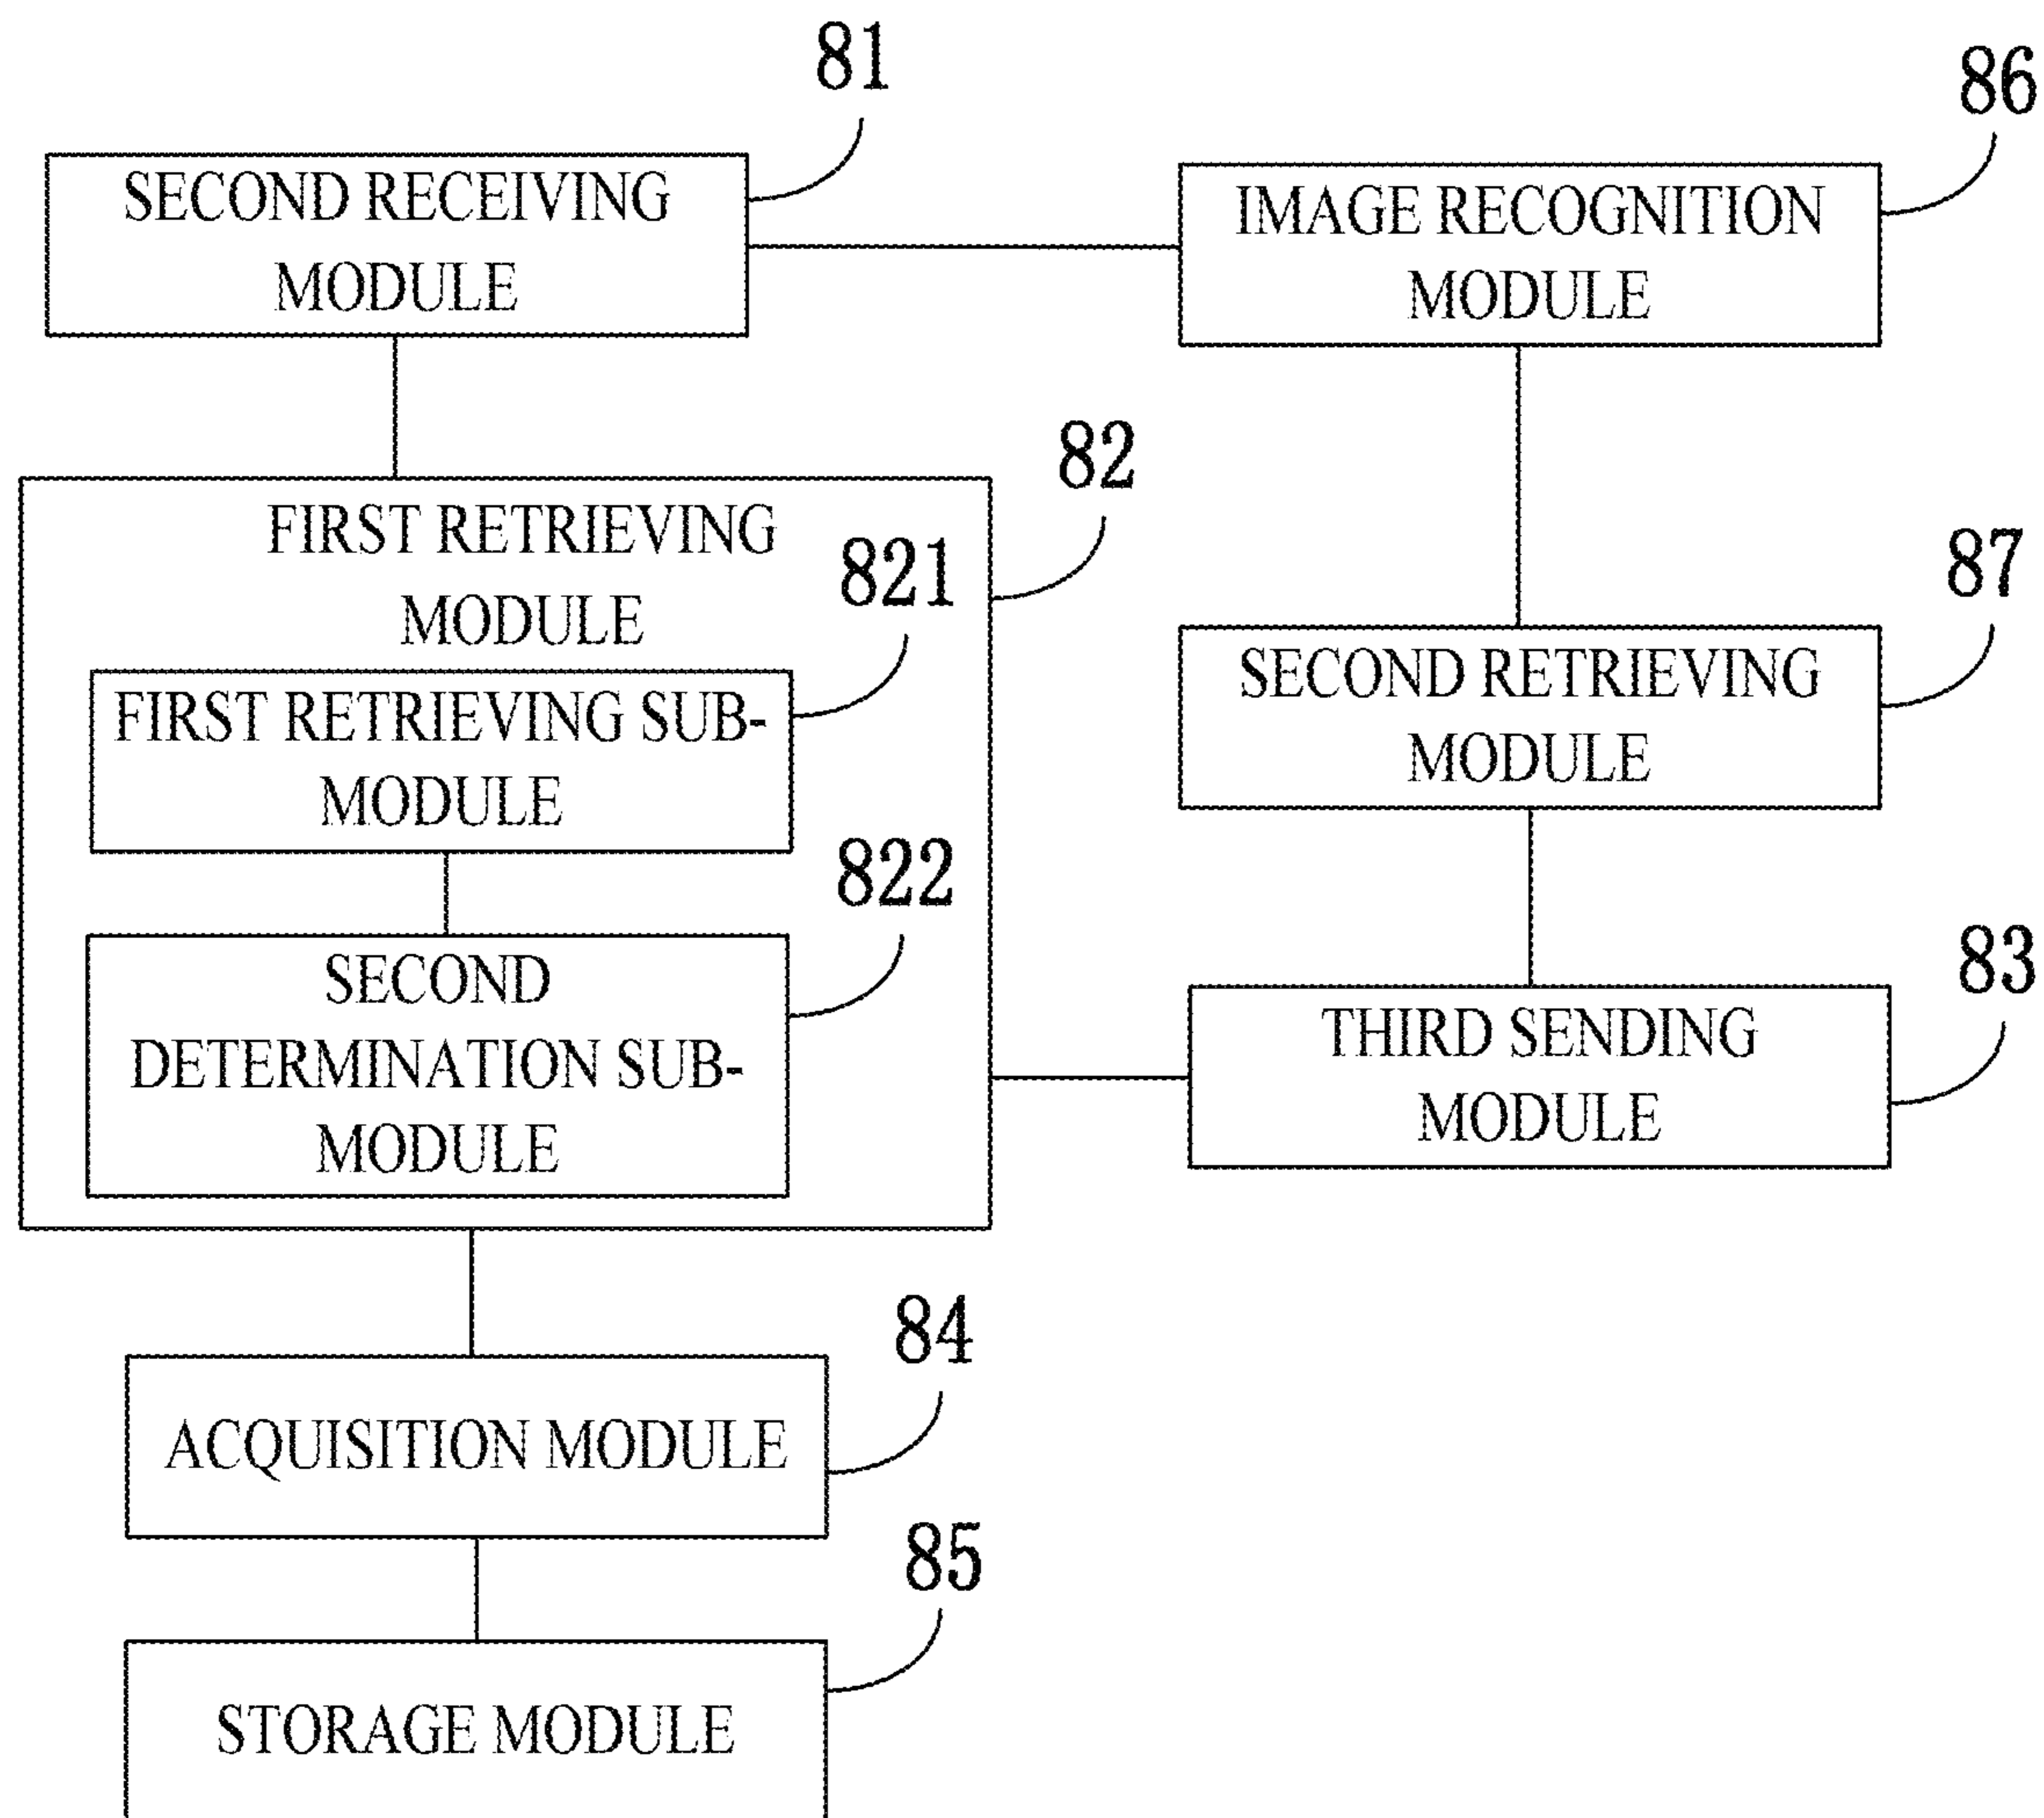 81
86
SECOND RECEIVING
MODULE
IMAGE RECOGNITION
MODULE
82
FIRST RETRIEVING
MODULE
821
87
FIRST RETRIEVING SUB-
MODULE
SECOND RETRIEVING
MODULE
822
SECOND
DETERMINATION SUB-
MODULE
83
THIRD SENDING
MODULE
84
ACQUISITION MODULE
85
STORAGE MODULE